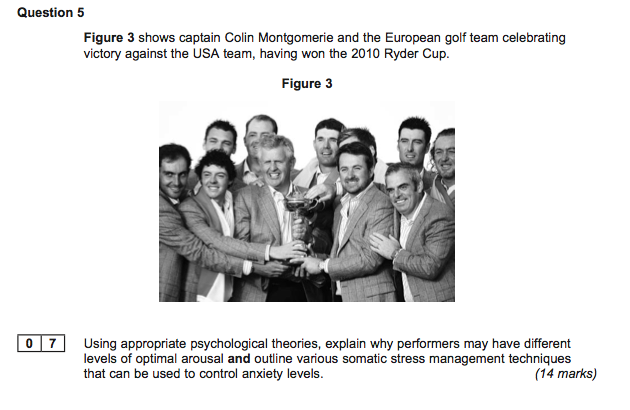 Question 5
Figure 3 shows captain Colin Montgomerie and the European golf team celebrating
victory against the USA team, having won the 2010 Ryder Cup.
Figure 3
0 7 Using appropriate psychological theories, explain why performers may have different
levels of optimal arousal and outline various somatic stress management techniques
that can be used to control anxiety levels. (14 marks)